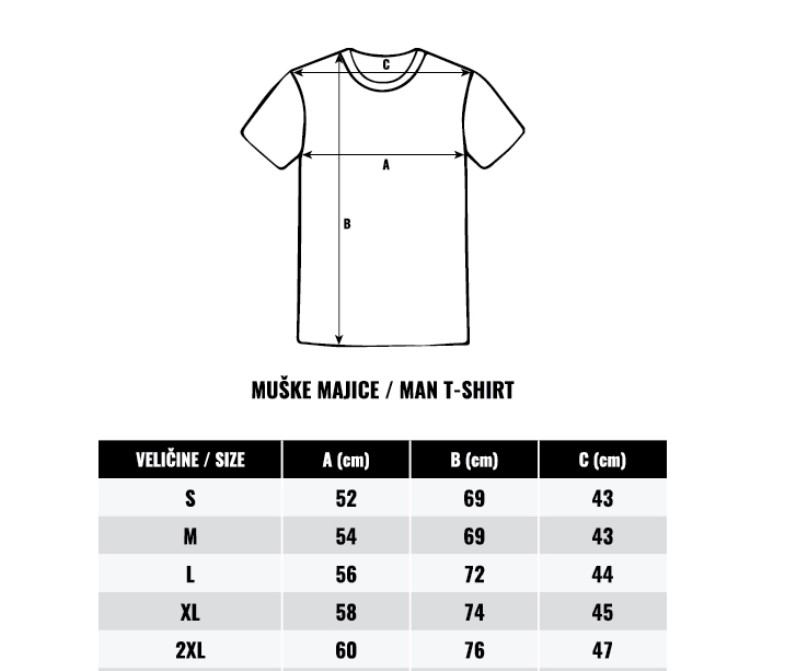 C
A
B
MUŠKE MAJICE / MAN T-SHIRT
VELIČINE / SIZE A (cm) B (cm) C (cm)
S 52 69 43
M 54 69 43
L 56 72 44
XL 58 74 45
2XL 60 76 47